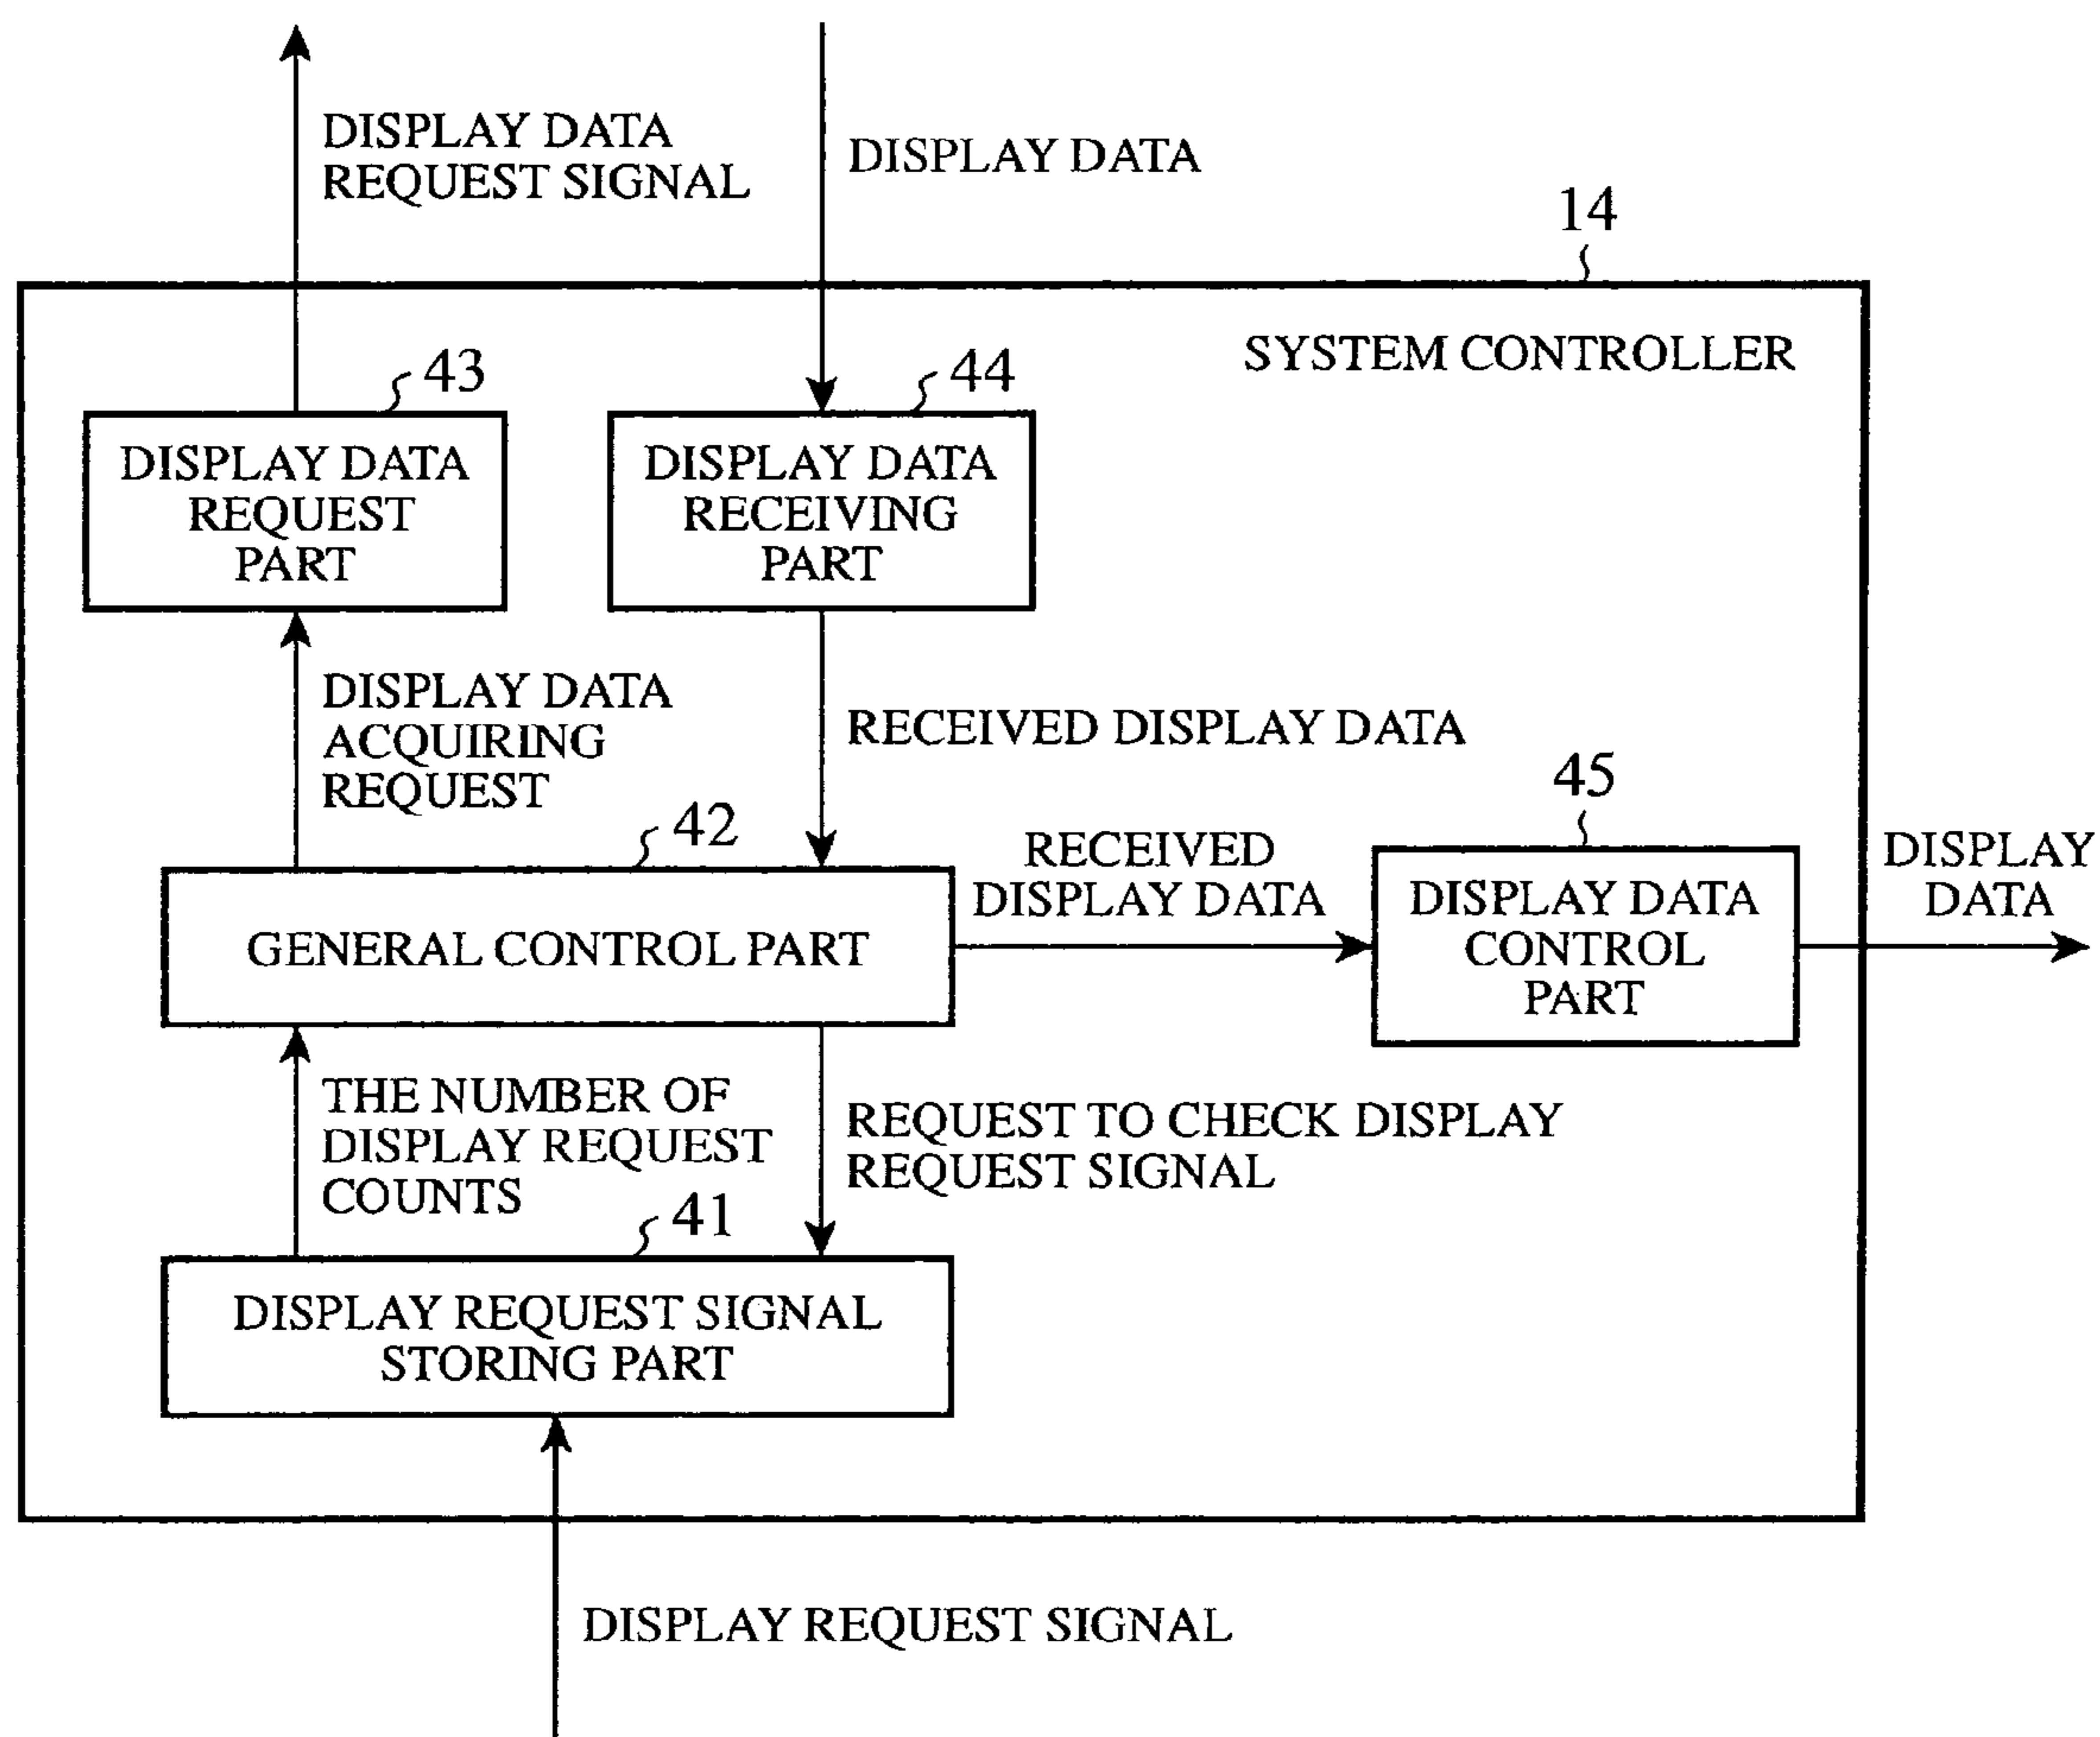 DISPLAY DATA
REQUEST SIGNAL
DISPLAY DATA
14
SYSTEM CONTROLLER
43
44
DISPLAY DATA
REQUEST
PART
DISPLAY DATA
RECEIVING
PART
DISPLAY DATA
ACQUIRING
REQUEST
RECEIVED DISPLAY DATA
45
42
RECEIVED
DISPLAY DATA
DISPLAY
DATA
DISPLAY DATA
CONTROL
PART
GENERAL CONTROL PART
THE NUMBER OF
DISPLAY REQUEST
COUNTS
REQUEST TO CHECK DISPLAY
REQUEST SIGNAL
41
DISPLAY REQUEST SIGNAL
STORING PART
DISPLAY REQUEST SIGNAL